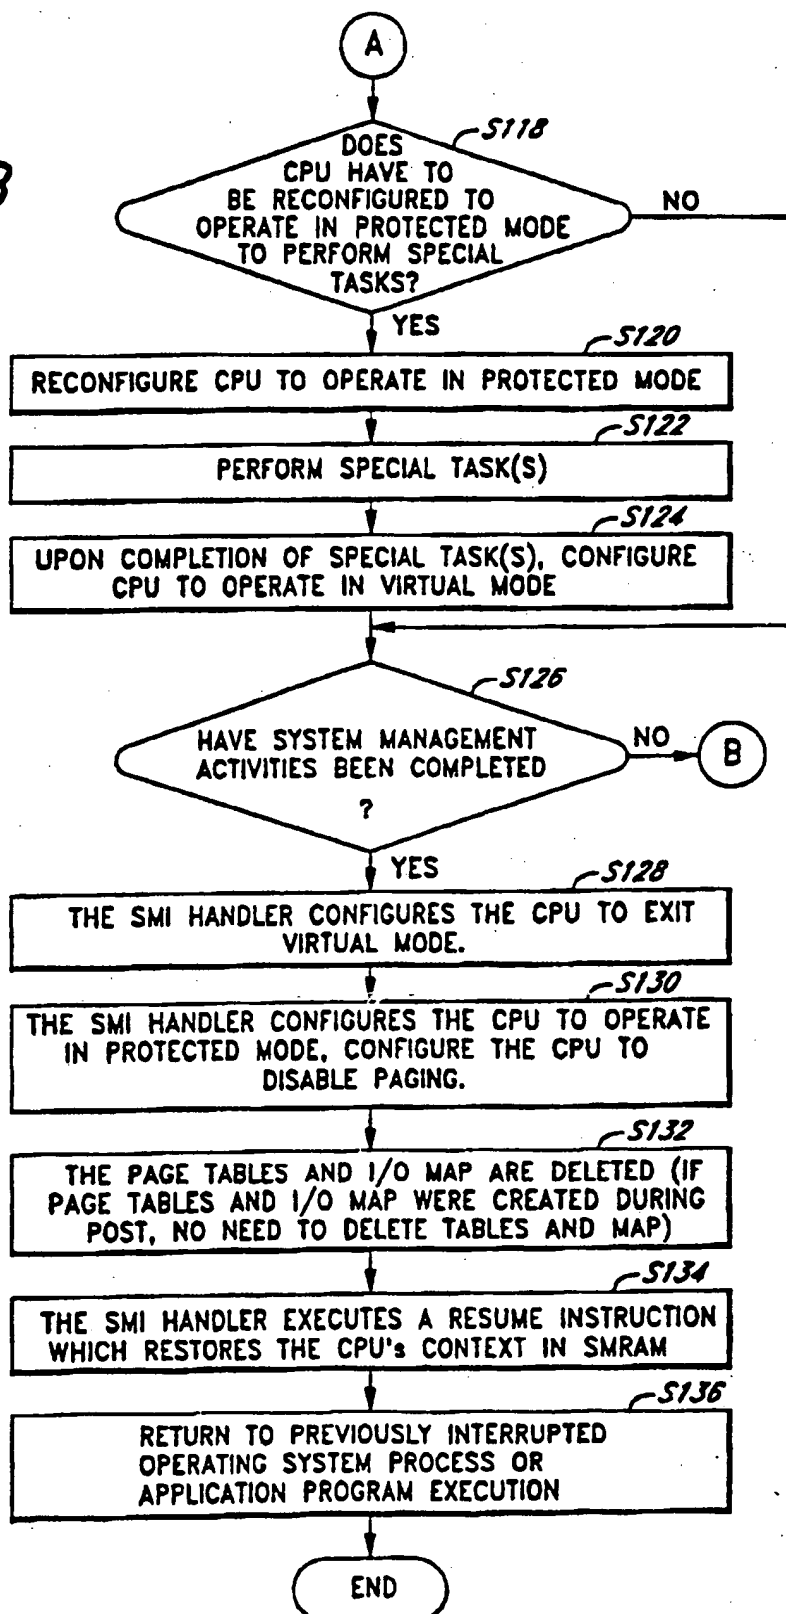 A
S118
DOES
CPU HAVE TO
BE RECONFIGURED TO
OPERATE IN PROTECTED MODE
TO PERFORM SPECIAL
TASKS?
NO
YES
S120
RECONFIGURE CPU TO OPERATE IN PROTECTED MODE
S122
PERFORM SPECIAL TASK(S)
S124
UPON COMPLETION OF SPECIAL TASK(S), CONFIGURE
CPU TO OPERATE IN VIRTUAL MODE
S126
HAVE SYSTEM MANAGEMENT
ACTIVITIES BEEN COMPLETED
?
NO
B
YES
S128
THE SMI HANDLER CONFIGURES THE CPU TO EXIT
VIRTUAL MODE.
S130
THE SMI HANDLER CONFIGURES THE CPU TO OPERATE
IN PROTECTED MODE, CONFIGURE THE CPU TO
DISABLE PAGING.
S132
THE PAGE TABLES AND I/O MAP ARE DELETED (IF
PAGE TABLES AND I/O MAP WERE CREATED DURING
POST, NO NEED TO DELETE TABLES AND MAP)
S134
THE SMI HANDLER EXECUTES A RESUME INSTRUCTION
WHICH RESTORES THE CPU's CONTEXT IN SMRAM
S136
RETURN TO PREVIOUSLY INTERRUPTED
OPERATING SYSTEM PROCESS OR
APPLICATION PROGRAM EXECUTION
END